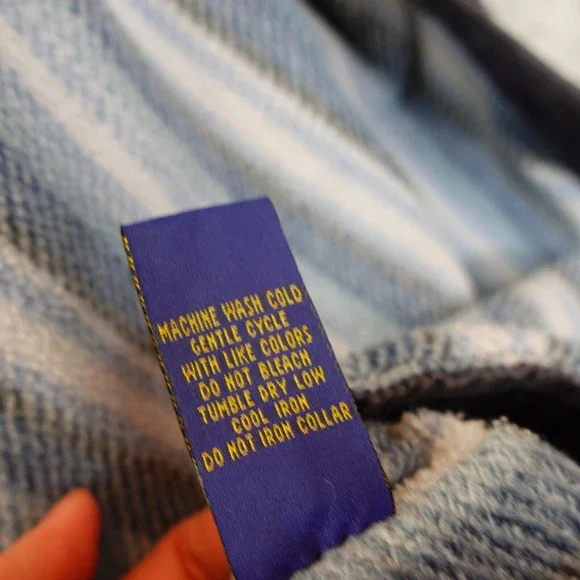 MACHINE WASH COLD
GENTLE CYCLE
WITH LIKE COLORS
DO NOT BLEACH
TUMBLE DRY LOW
COOL IRON
DO NOT IRON COLLAR